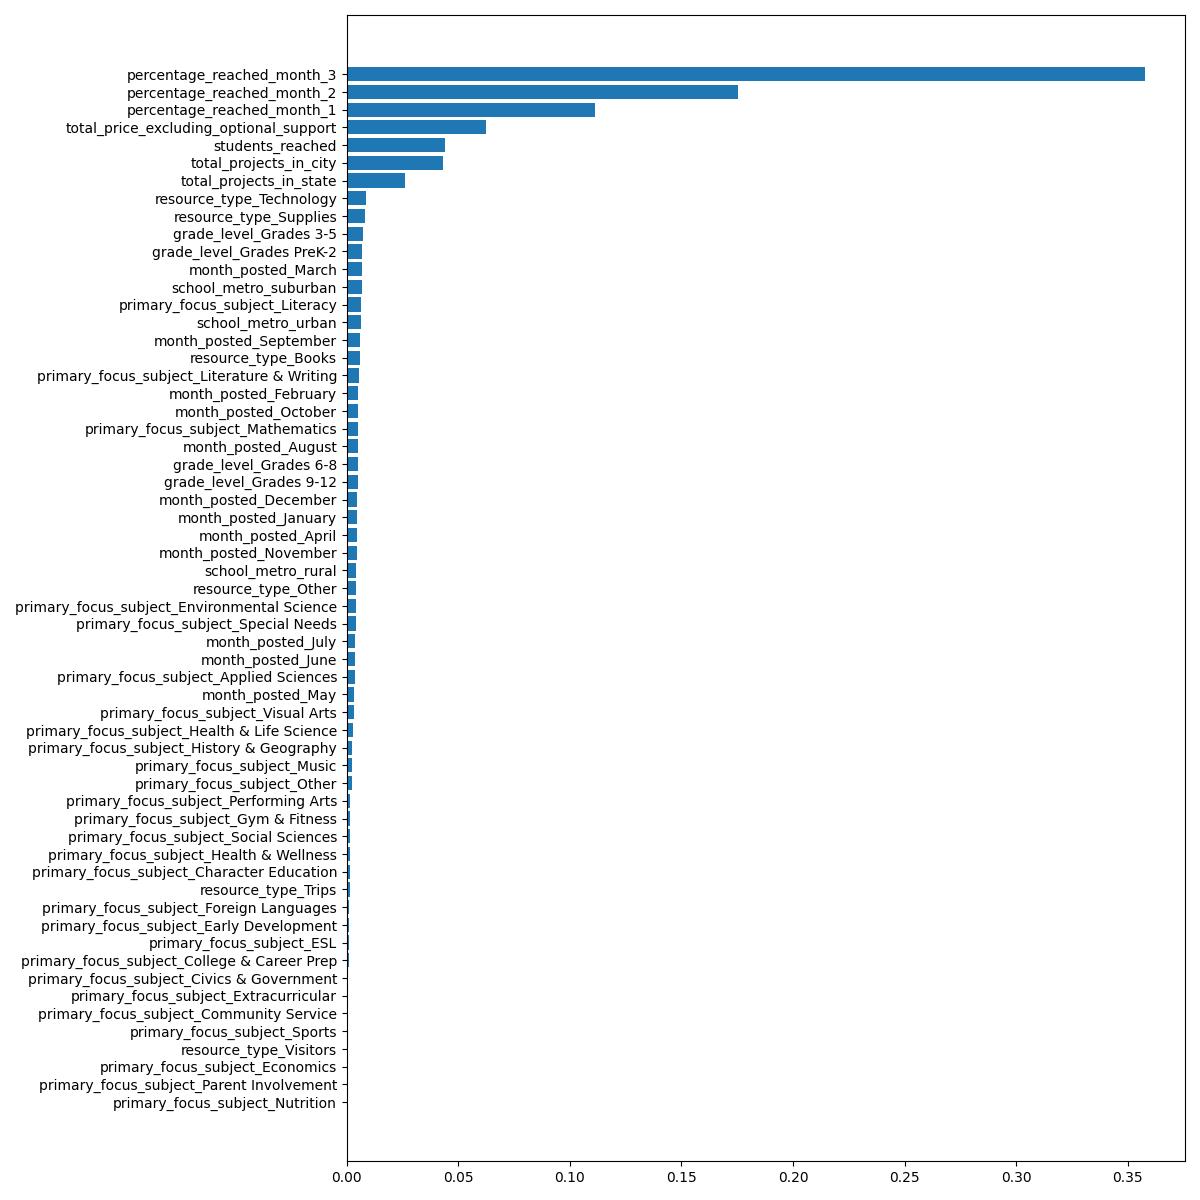 percentage_reached_month_3
percentage_reached_month_2
percentage_reached_month_1
total_price_excluding_optional_support
students_reached
total_projects_in_city
total_projects_in_state
resource_type_Technology
resource_type_Supplies
grade_level_Grades 3-5
grade_level_Grades PreK-2
month_posted_March
school_metro_suburban
primary_focus_subject_Literacy
school_metro_urban
month_posted_September
resource_type_Books
primary_focus_subject_Literature & Writing
month_posted_February
month_posted_October
primary_focus_subject_Mathematics
month_posted_August
grade_level_Grades 6-8
grade_level_Grades 9-12
month_posted_December
month_posted_January
month_posted_April
month_posted_November
school_metro_rural
resource_type_Other
primary_focus_subject_Environmental Science
primary_focus_subject_Special Needs
month_posted_July
month_posted_June
primary_focus_subject_Applied Sciences
month_posted_May
primary_focus_subject_Visual Arts
primary_focus_subject_Health & Life Science
primary_focus_subject_History & Geography
primary_focus_subject_Music
primary_focus_subject_Other
primary_focus_subject_Performing Arts
primary_focus_subject_Gym & Fitness
primary_focus_subject_Social Sciences
primary_focus_subject_Health & Wellness
primary_focus_subject_Character Education
resource_type_Trips
primary_focus_subject_Foreign Languages
primary_focus_subject_Early Development
primary_focus_subject_ESL
primary_focus_subject_College & Career Prep
primary_focus_subject_Civics & Government
primary_focus_subject_Extracurricular
primary_focus_subject_Community Service
primary_focus_subject_Sports
resource_type_Visitors
primary_focus_subject_Economics
primary_focus_subject_Parent Involvement
primary_focus_subject_Nutrition
0.00 0.05 0.10 0.15 0.20 0.25 0.30 0.35